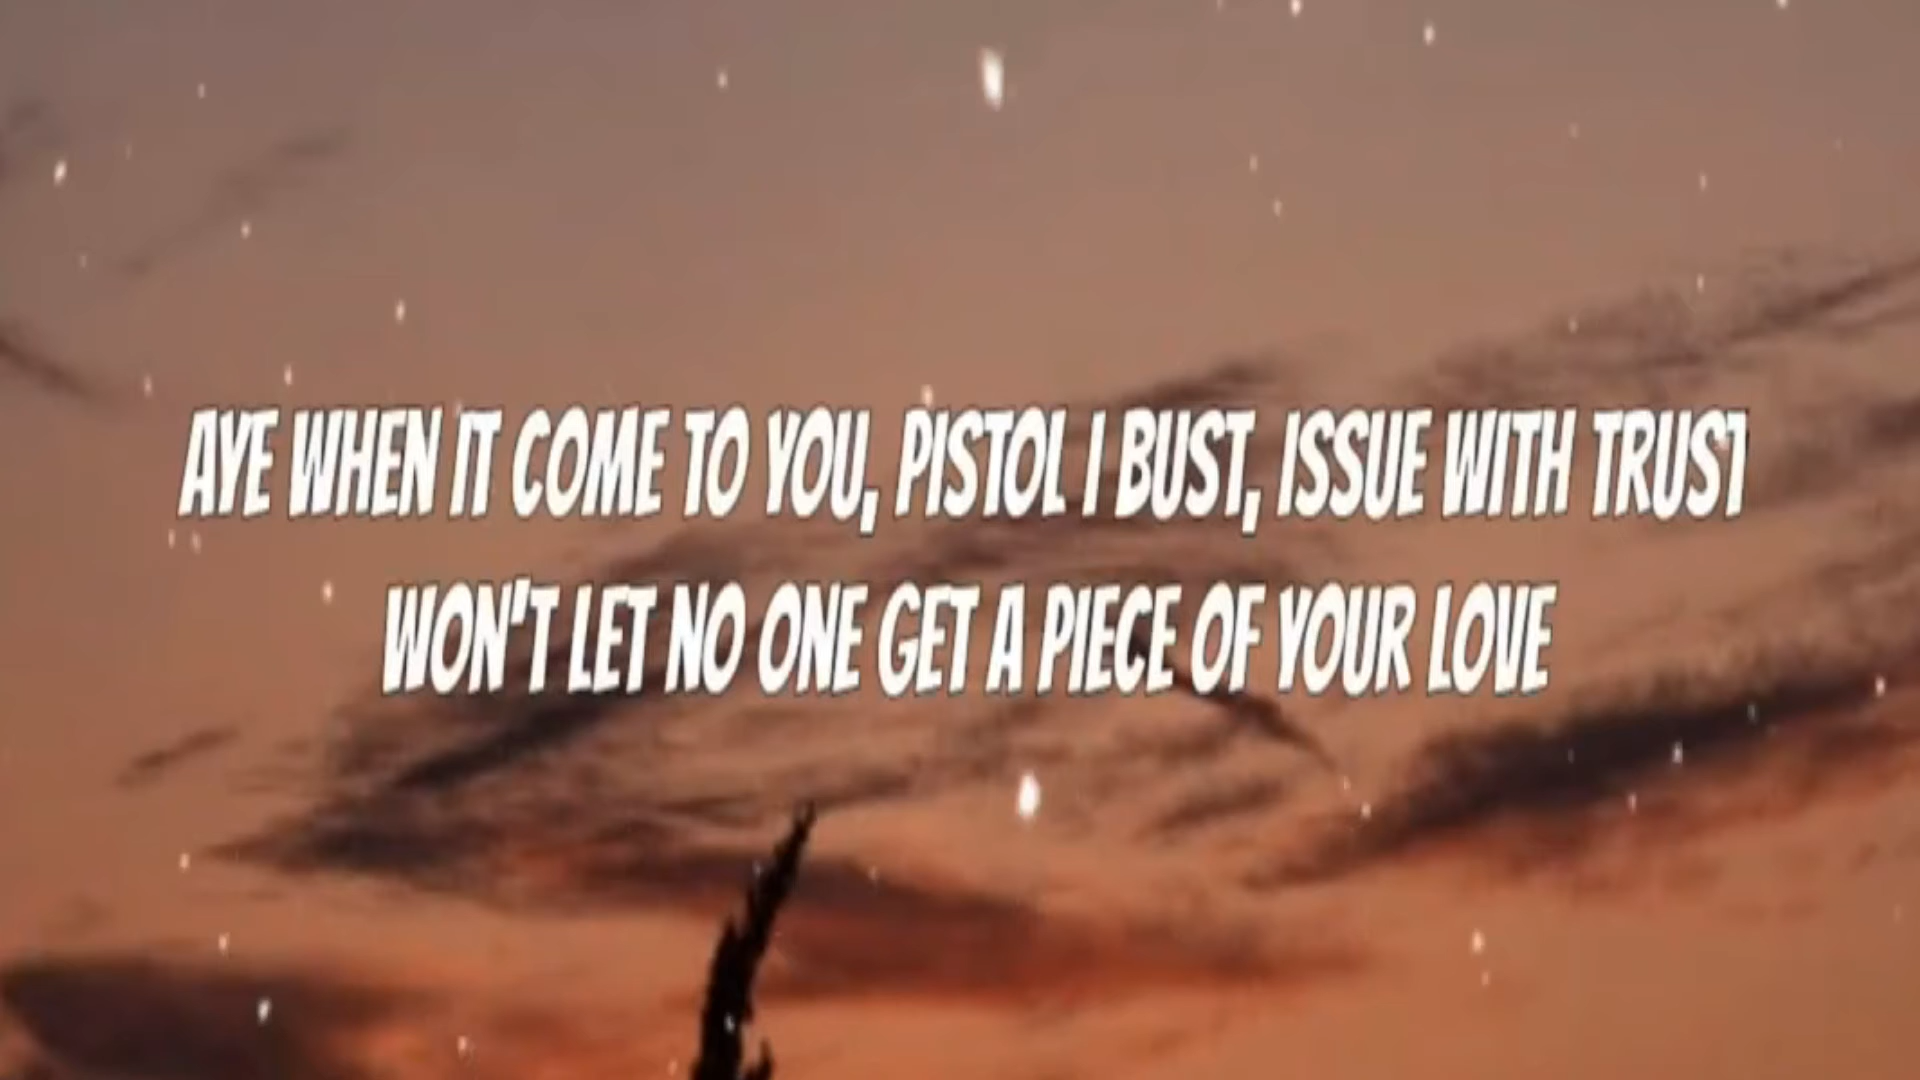 AYE WHEN IT COME TO YOU, PISTOL I BUST, ISSUE WITH TRUST
WON'T LET NO ONE GET A PIECE OF YOUR LOVE